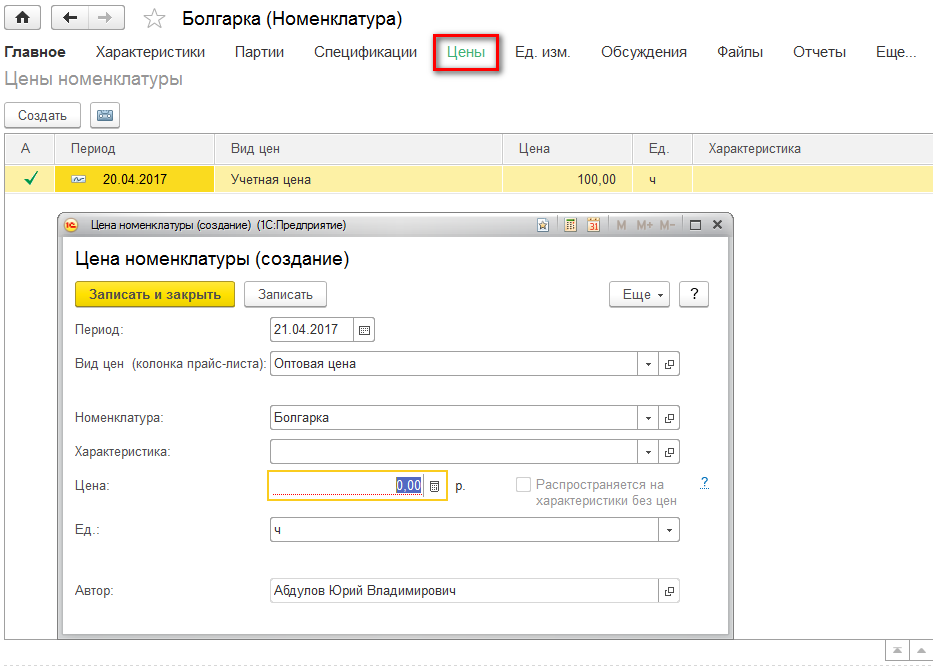 Болгарка (Номенклатура)
Главное Характеристики Партии Спецификации Цены Ед. изм. Обсуждения Файлы Отчеты Еще...
Цены номенклатуры
Создать
А Период Вид цен Цена Ед. Характеристика
20.04.2017 Учетная цена 100,00 ч
1С Цена номенклатуры (создание) (1С:Предприятие) 31 M M+ M-
Цена номенклатуры (создание)
Записать и закрыть Записать Еще ?
Период: 21.04.2017
Вид цен (колонка прайс-листа): Оптовая цена
Номенклатура: Болгарка
Характеристика:
Цена: 0,00 р. Распространяется на ?
характеристики без цен
Ед.: ч
Автор: Абдулов Юрий Владимирович